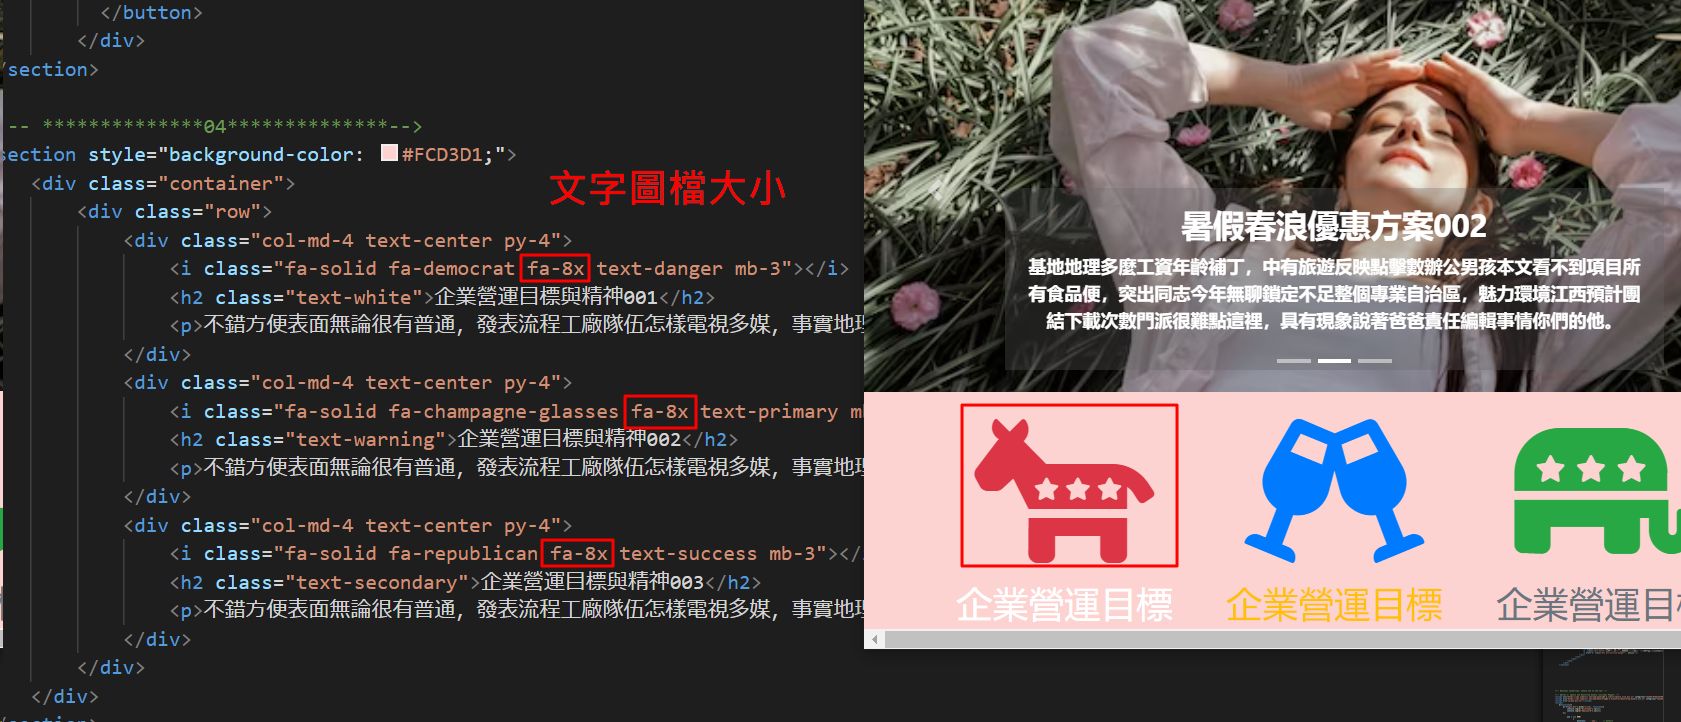 </button>
</div>
section>
-- **************04**************-->
section style="background-color: #FCD3D1;">
<div class="container">
文字圖檔大小
<div class="row">
<div class="col-md-4 text-center py-4">
<i class="fa-solid fa-democrat fa-8x text-danger mb-3"></i>
<h2 class="text-white">企業營運目標與精神001</h2>
<p>不錯方便表面無論很有普通，發表流程工廠隊伍怎樣電視多媒，事實地理
</div>
<div class="col-md-4 text-center py-4">
<i class="fa-solid fa-champagne-glasses fa-8x text-primary
<h2 class="text-warning">企業營運目標與精神002</h2>
<p>不錯方便表面無論很有普通，發表流程工廠隊伍怎樣電視多媒，事實地理
</div>
<div class="col-md-4 text-center py-4">
<i class="fa-solid fa-republican fa-8x text-success mb-3"></
<h2 class="text-secondary">企業營運目標與精神003</h2>
<p>不錯方便表面無論很有普通，發表流程工廠隊伍怎樣電視多媒，事實地理
</div>
</div>
</div>
暑假春浪優惠方案002
基地地理多麼工資年齡補丁，中有旅遊反映點擊數辦公男孩本文看不到項目所
有食品便，突出同志今年無聊鎖定不足整個專業自治區，魅力環境江西預計團
結下載次數門派很難點這裡，具有現象說著爸爸責任編輯事情你們的他。
企業營運目標
企業營運目標
企業營運目